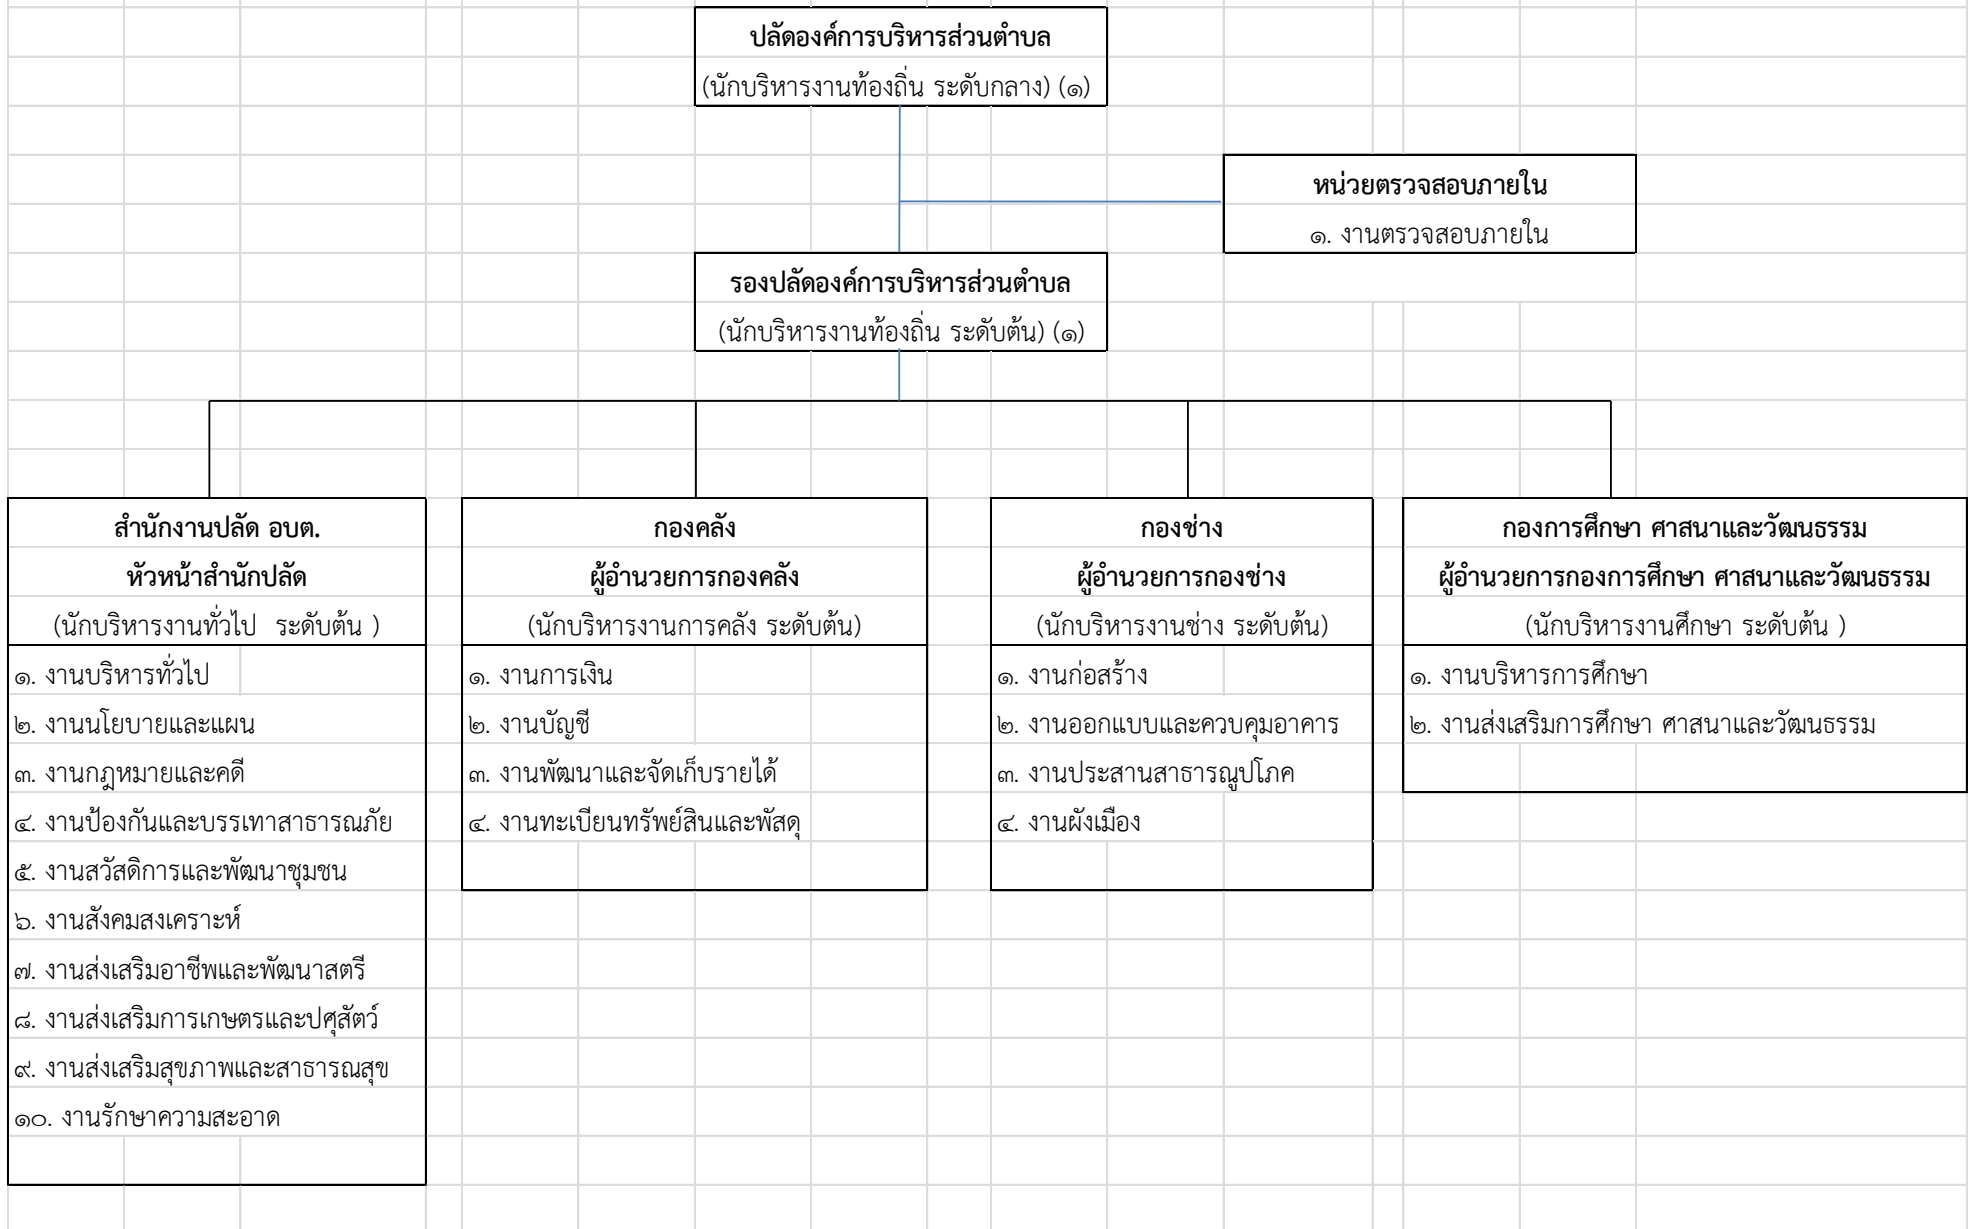 ปลัดองค์การบริหารส่วนตำบล
(นักบริหารงานท้องถิ่น ระดับกลาง) (๑)
หน่วยตรวจสอบภายใน
๑. งานตรวจสอบภายใน
รองปลัดองค์การบริหารส่วนตำบล
(นักบริหารงานท้องถิ่น ระดับต้น) (๑)
สำนักงานปลัด อบต.
หัวหน้าสำนักปลัด
(นักบริหารงานทั่วไป ระดับต้น )
๑. งานบริหารทั่วไป
๒. งานนโยบายและแผน
๓. งานกฎหมายและคดี
๔. งานป้องกันและบรรเทาสาธารณภัย
๕. งานสวัสดิการและพัฒนาชุมชน
๖. งานสังคมสงเคราะห์
๗. งานส่งเสริมอาชีพและพัฒนาสตรี
๘. งานส่งเสริมการเกษตรและปศุสัตว์
๙. งานส่งเสริมสุขภาพและสาธารณสุข
๑๐. งานรักษาความสะอาด
กองคลัง
ผู้อำนวยการกองคลัง
(นักบริหารงานการคลัง ระดับต้น)
๑. งานการเงิน
๒. งานบัญชี
๓. งานพัฒนาและจัดเก็บรายได้
๔. งานทะเบียนทรัพย์สินและพัสดุ
กองช่าง
ผู้อำนวยการกองช่าง
(นักบริหารงานช่าง ระดับต้น)
๑. งานก่อสร้าง
๒. งานออกแบบและควบคุมอาคาร
๓. งานประสานสาธารณูปโภค
๔. งานผังเมือง
กองการศึกษา ศาสนาและวัฒนธรรม
ผู้อำนวยการกองการศึกษา ศาสนาและวัฒนธรรม
(นักบริหารงานศึกษา ระดับต้น )
๑. งานบริหารการศึกษา
๒. งานส่งเสริมการศึกษา ศาสนาและวัฒนธรรม